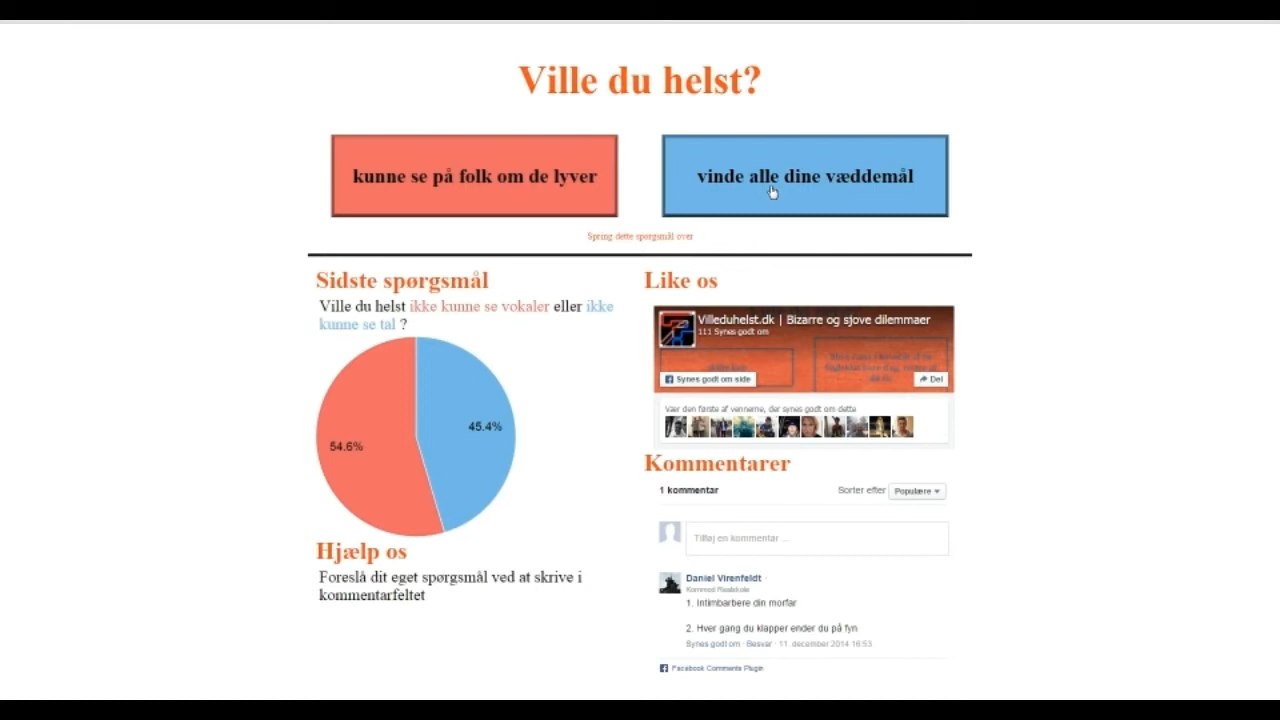 Ville du helst?
kunne se på folk om de lyver
vinde alle dine væddemål
Spring dette spørgsmål over
Sidste spørgsmål
Ville du helst ikke kunne se vokaler eller ikke
kunne se tal ?
54.6%
45.4%
Hjælp os
Foreslå dit eget spørgsmål ved at skrive i
kommentarfeltet
Like os
Villeduhelst.dk | Bizarre og sjove dilemmaer
111 Synes godt om
Synes godt om side
Del
Vær den første af vennerne, der synes godt om dette
Kommentarer
1 kommentar
Sorter efter Populære
Tilføj en kommentar ...
Daniel Virenfeldt ·
Kornmod Realskole
1. Intimbarbere din morfar
2. Hver gang du klapper ender du på fyn
Synes godt om · Besvar · 11. december 2014 16:53
Facebook Comments Plugin